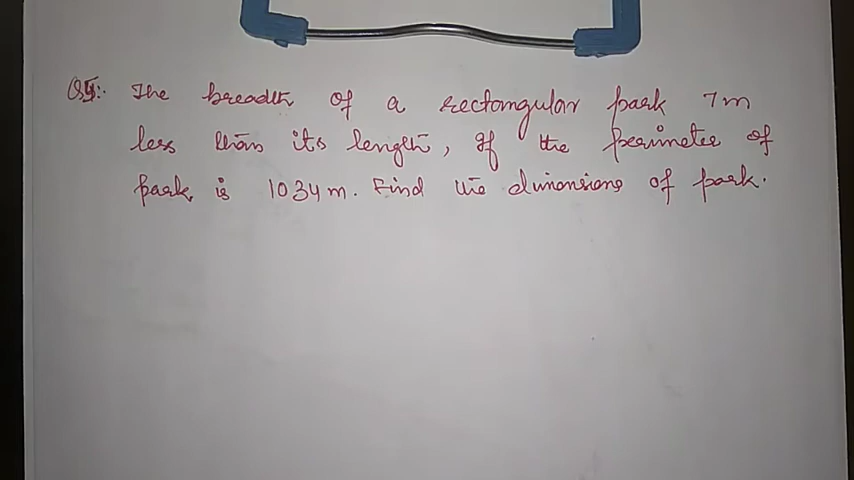 Q5:. The breadth of a rectangular park 7m
less than its length, If the perimeter of
park is 1034m. Find the dimensions of park.